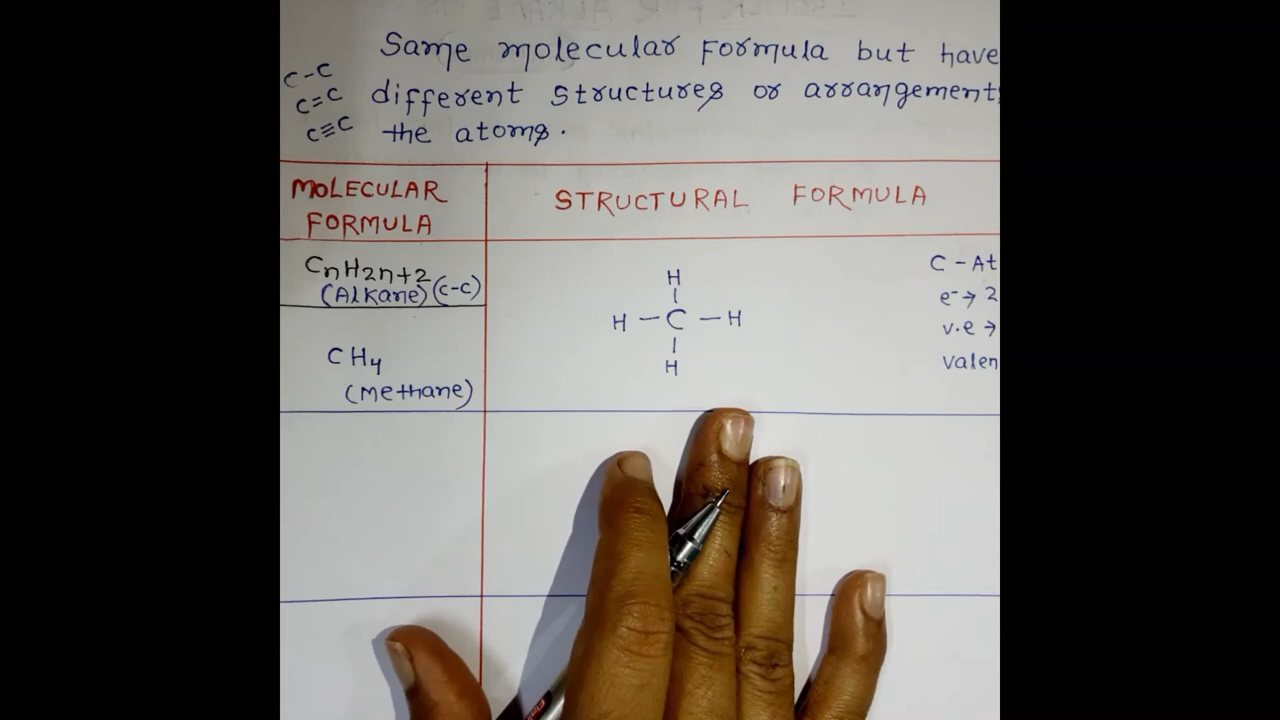 Same molecular Formula but have
C-C
C=C different structures or arrangement
C≡C the atoms.
MOLECULAR
FORMULA
STRUCTURAL FORMULA
CnH2n+2
(Alkane) (C-C)
CH4
(Methane)
H
H - C - H
H
C - At
e- → 2
v.e →
valen